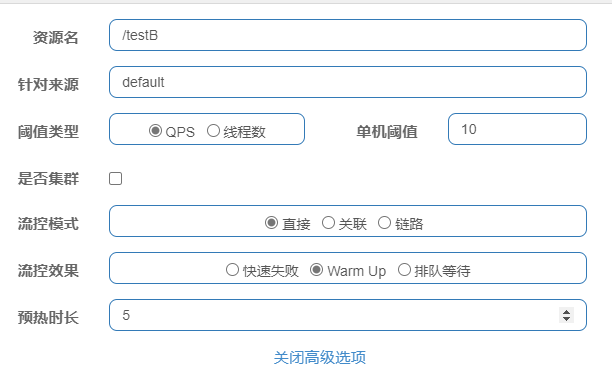 资源名 /testB
针对来源 default
阈值类型 QPS 线程数 单机阈值 10
是否集群
流控模式 直接 关联 链路
流控效果 快速失败 Warm Up 排队等待
预热时长 5
关闭高级选项